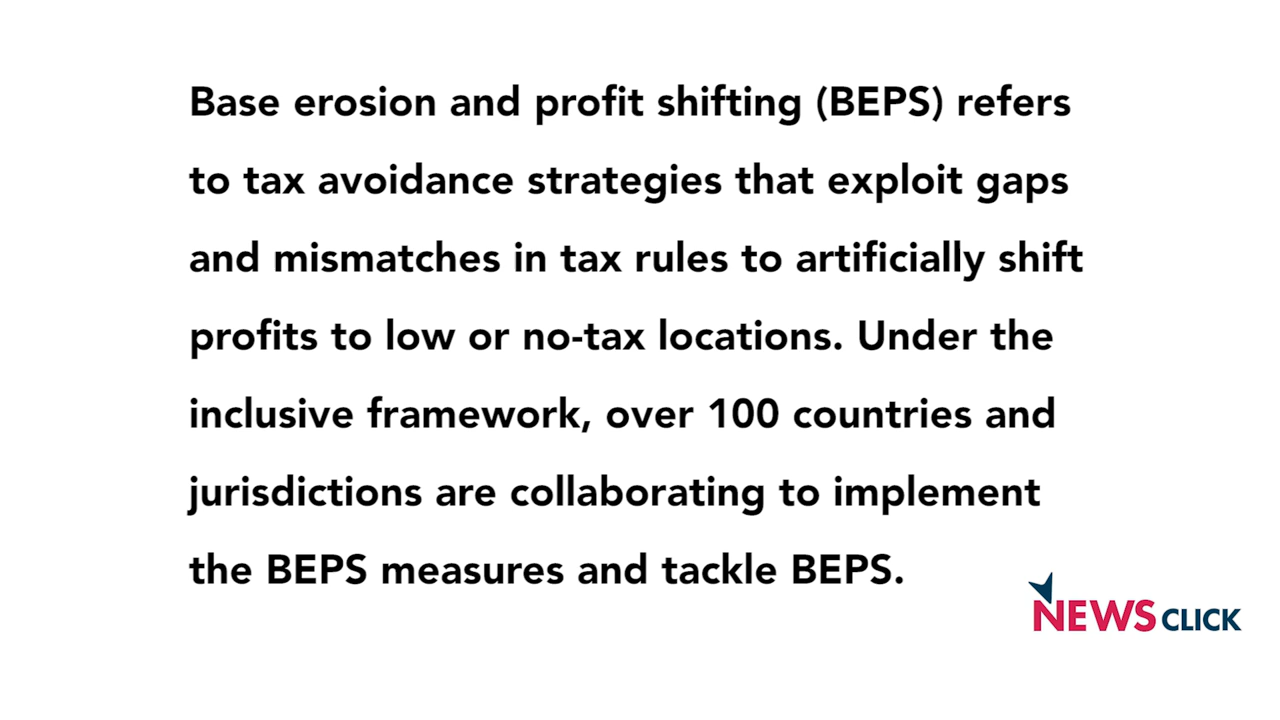 Base erosion and profit shifting (BEPS) refers
to tax avoidance strategies that exploit gaps
and mismatches in tax rules to artificially shift
profits to low or no-tax locations. Under the
inclusive framework, over 100 countries and
jurisdictions are collaborating to implement
the BEPS measures and tackle BEPS.
NEWSCLICK